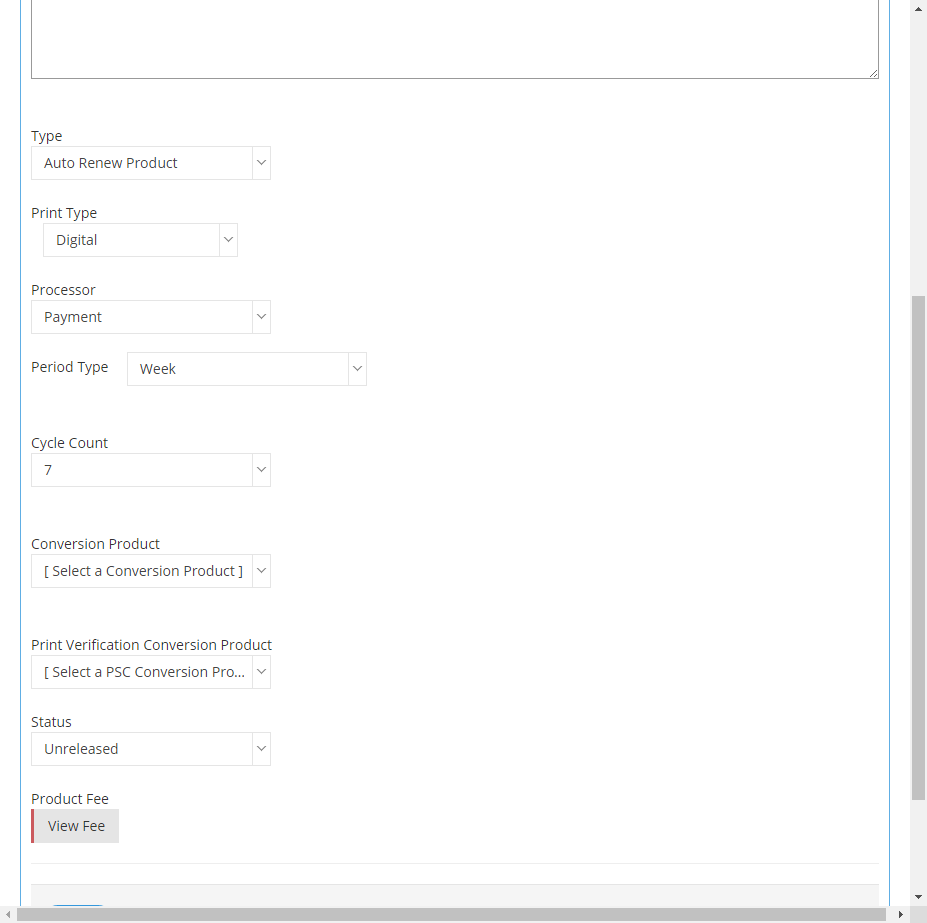 Type
Auto Renew Product
Print Type
Digital
Processor
Payment
Period Type
Week
Cycle Count
7
Conversion Product
[ Select a Conversion Product ]
Print Verification Conversion Product
[ Select a PSC Conversion Pro...
Status
Unreleased
Product Fee
View Fee